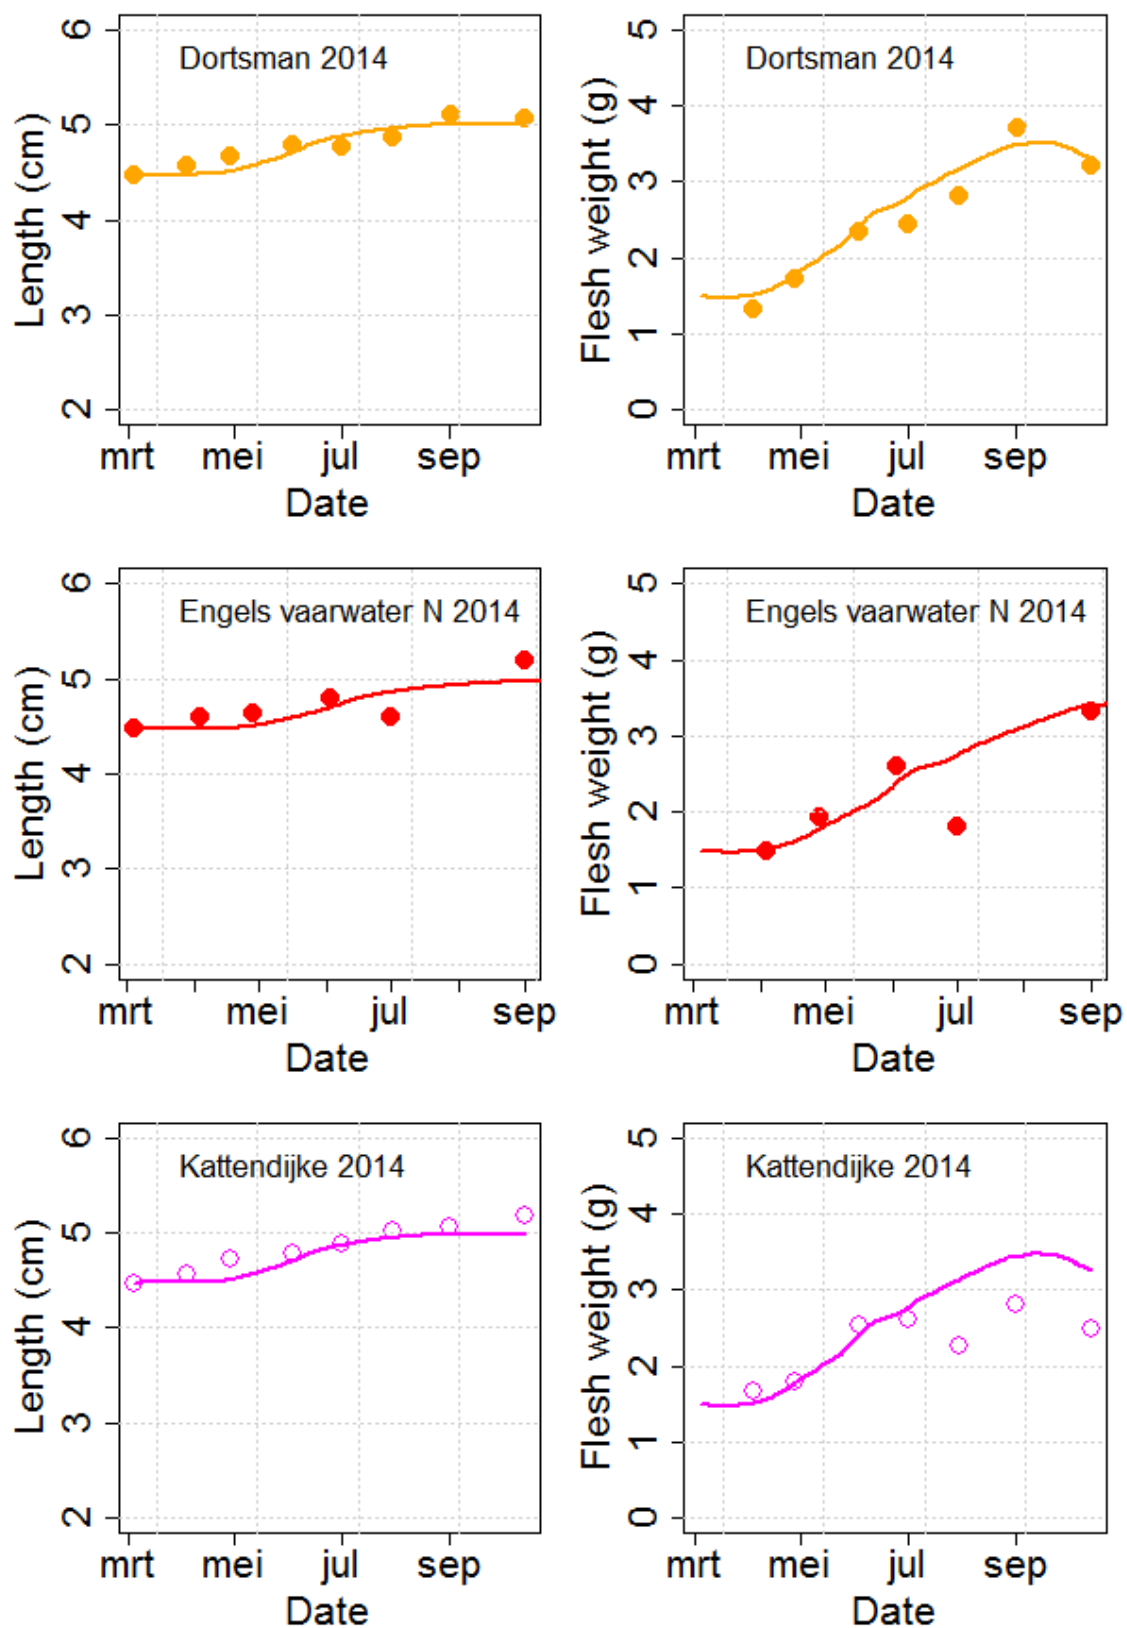 Dortsman 2014
Length (cm)
6
5
4
3
2
mrt mei jul sep
Date
Dortsman 2014
Flesh weight (g)
5
4
3
2
1
0
mrt mei jul sep
Date
Engels vaarwater N 2014
Length (cm)
6
5
4
3
2
mrt mei jul sep
Date
Engels vaarwater N 2014
Flesh weight (g)
5
4
3
2
1
0
mrt mei jul sep
Date
Kattendijke 2014
Length (cm)
6
5
4
3
2
mrt mei jul sep
Date
Kattendijke 2014
Flesh weight (g)
5
4
3
2
1
0
mrt mei jul sep
Date